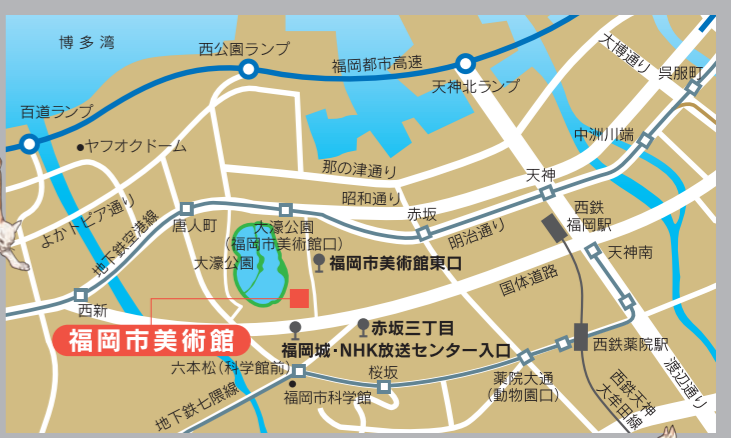 博多湾
西公園ランプ
福岡都市高速
天神北ランプ
大博通り
呉服町
百道ランプ
ヤフオクドーム
中洲川端
那の津通り
天神
昭和通り
よかトピア通り
地下鉄空港線
唐人町
大濠公園
(福岡市美術館口)
赤坂
明治通り
西鉄
福岡駅
大濠公園
福岡市美術館東口
国体道路
天神南
西新
福岡市美術館
赤坂三丁目
福岡城・NHK放送センター入口
西鉄薬院駅
六本松(科学館前)
桜坂
薬院大通
(動物園口)
渡辺通り
福岡市科学館
地下鉄七隈線
西鉄天神
大牟田線